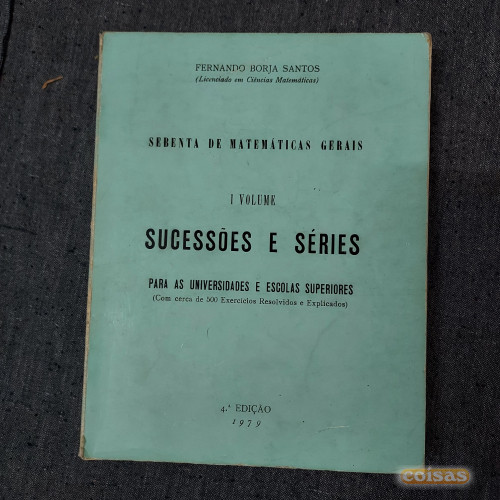 FERNANDO BORJA SANTOS
(Licenciado em Ciências Matemáticas)
SEBENTA DE MATEMÁTICAS GERAIS
I VOLUME
SUCESSÕES E SÉRIES
PARA AS UNIVERSIDADES E ESCOLAS SUPERIORES
(Com cerca de 500 Exercícios Resolvidos e Explicados)
4.ª EDIÇÃO
1979
coisas